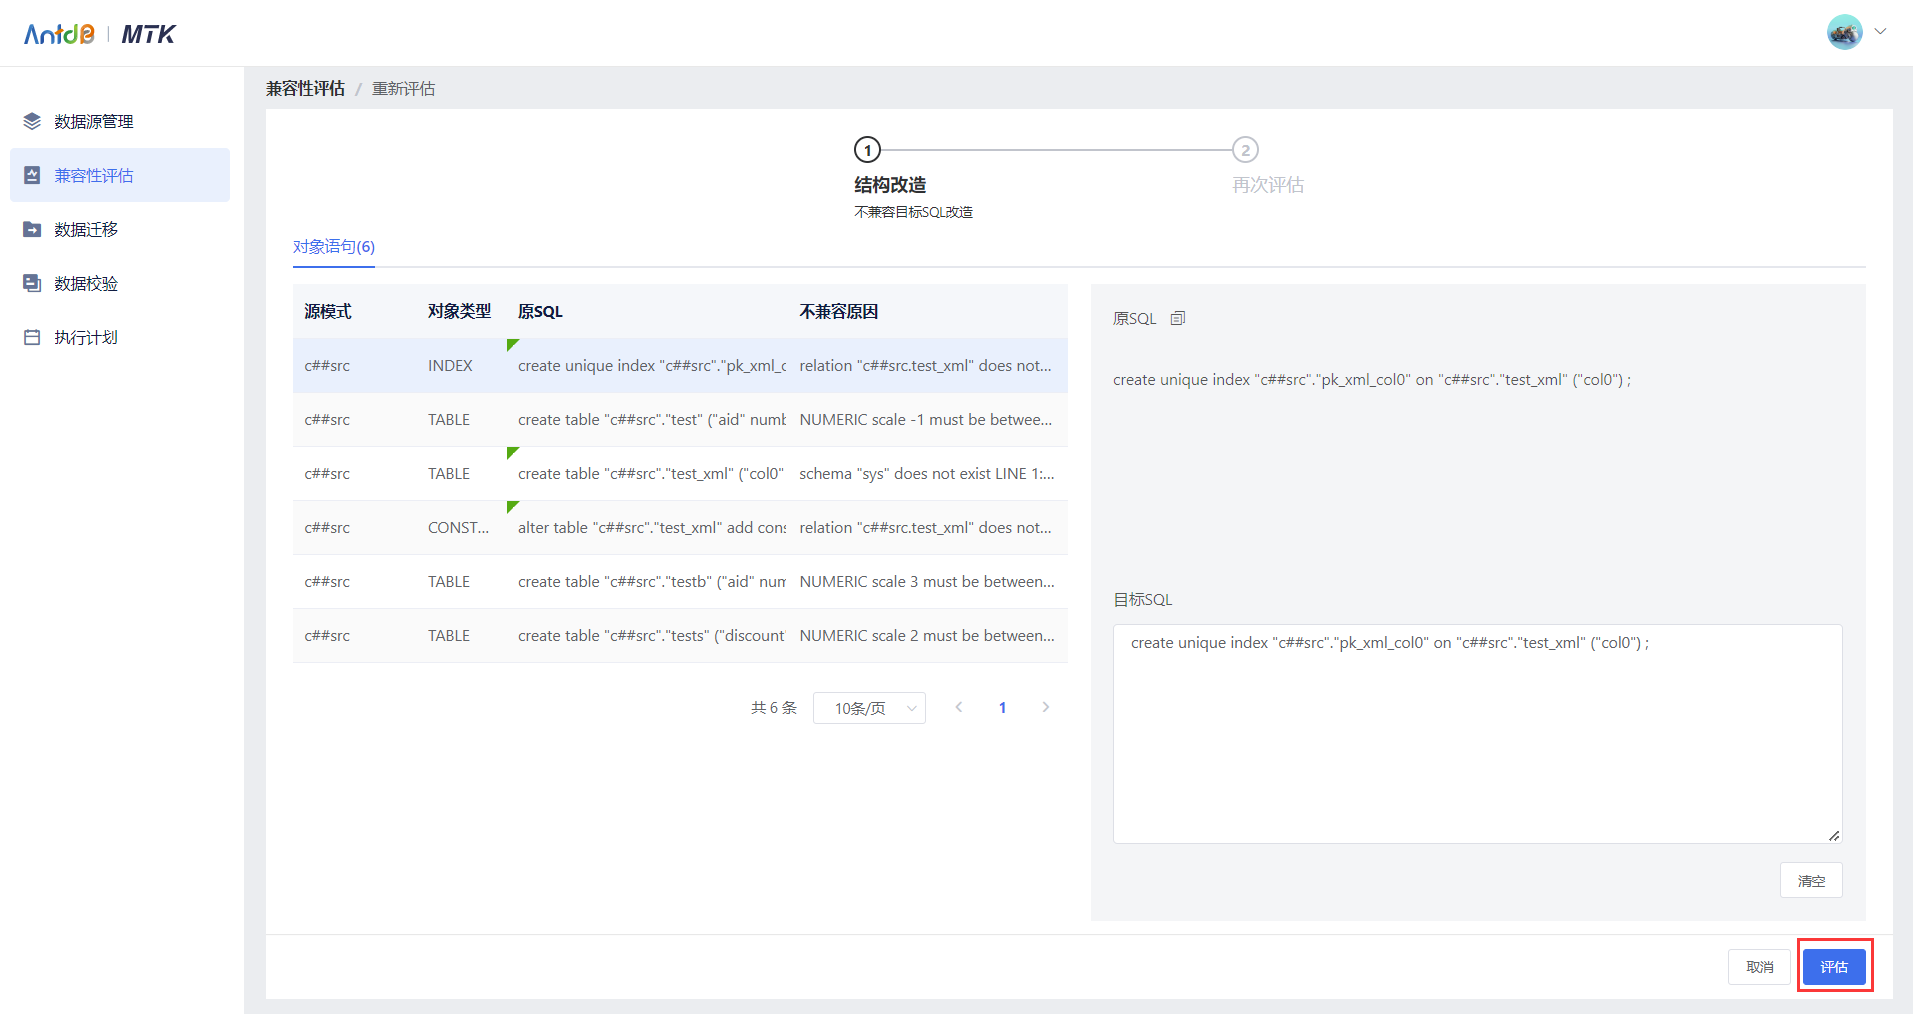 AntdB | MTK
数据源管理
兼容性评估
数据迁移
数据校验
执行计划
兼容性评估 / 重新评估
1
2
结构改造
再次评估
不兼容目标SQL改造
对象语句(6)
源模式 对象类型 原SQL 不兼容原因
c##src INDEX create unique index "c##src"."pk_xml_c relation "c##src.test_xml" does not...
c##src TABLE create table "c##src"."test" ("aid" numb NUMERIC scale -1 must be betwee...
c##src TABLE create table "c##src"."test_xml" ("col0" schema "sys" does not exist LINE 1:...
c##src CONST... alter table "c##src"."test_xml" add cons relation "c##src.test_xml" does not...
c##src TABLE create table "c##src"."testb" ("aid" num NUMERIC scale 3 must be between...
c##src TABLE create table "c##src"."tests" ("discount" NUMERIC scale 2 must be between...
共 6 条 10条/页 1
原SQL
create unique index "c##src"."pk_xml_col0" on "c##src"."test_xml" ("col0") ;
目标SQL
create unique index "c##src"."pk_xml_col0" on "c##src"."test_xml" ("col0") ;
清空
取消 评估